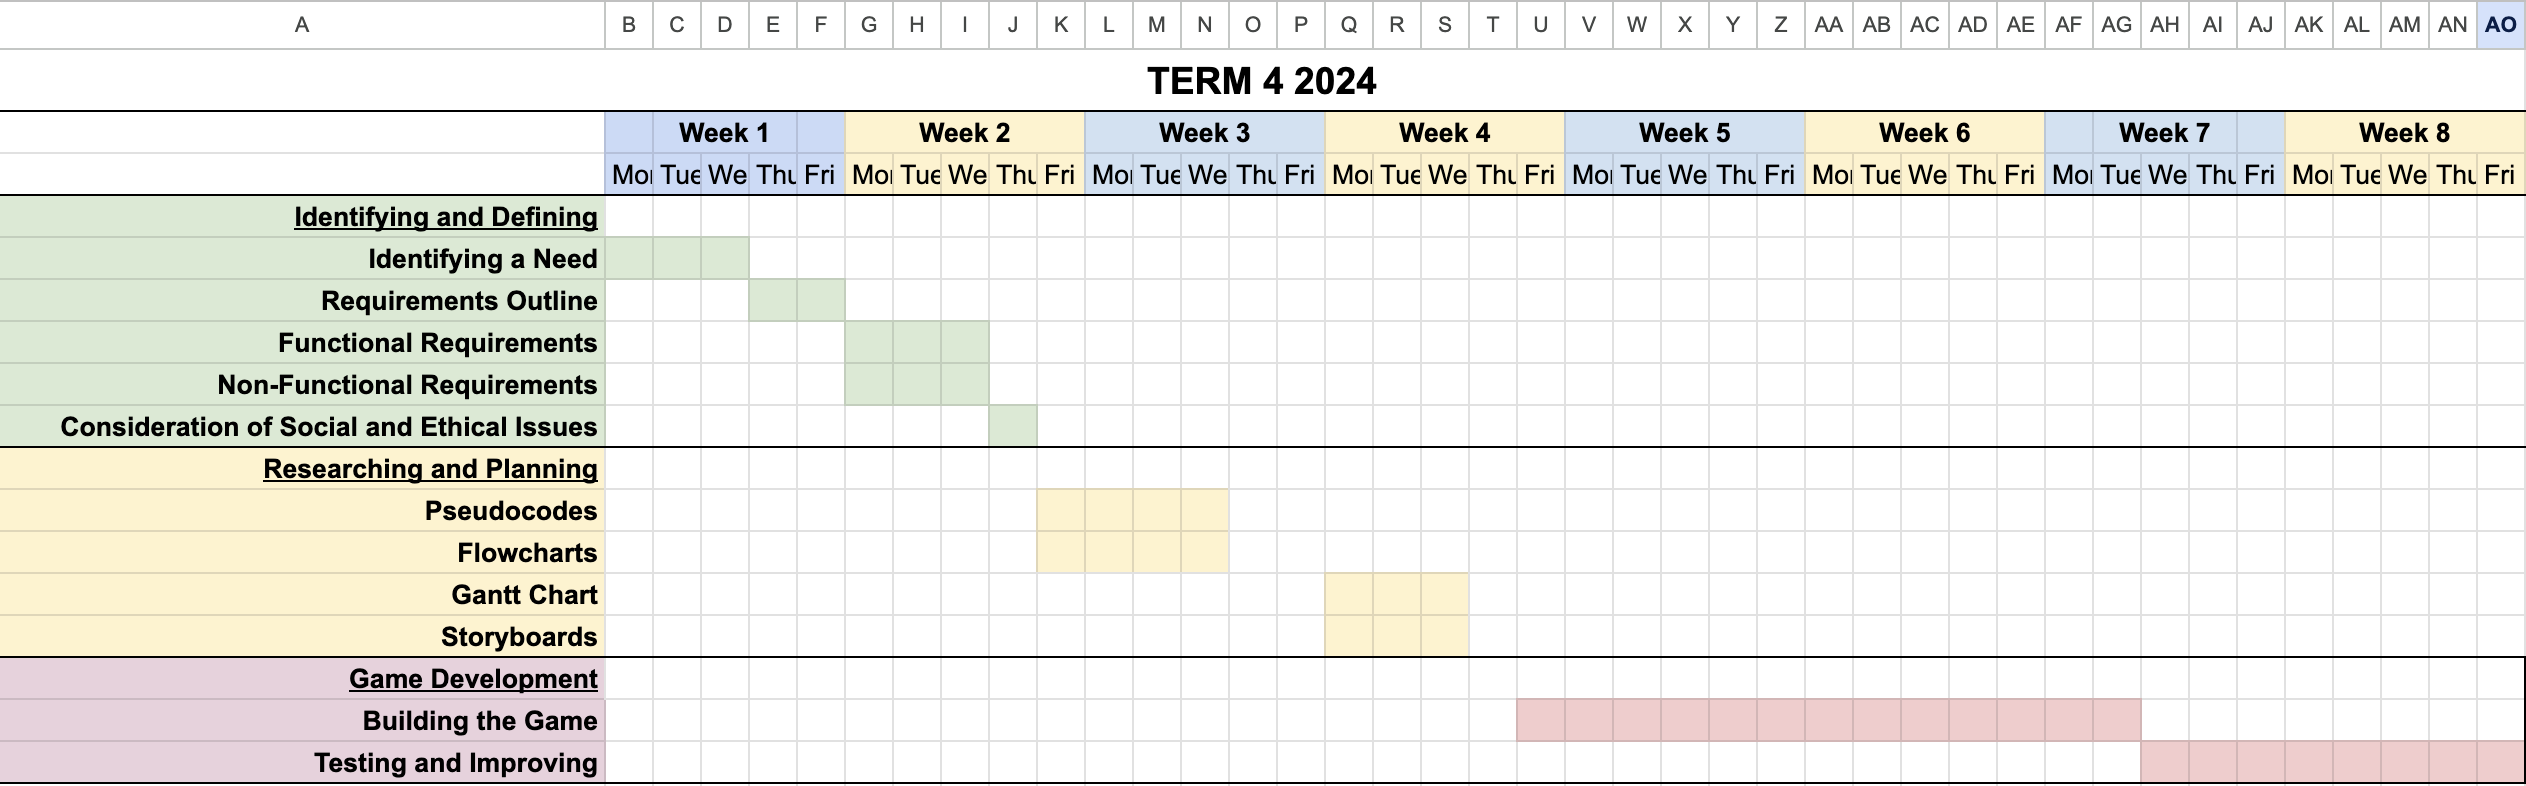 A B C D E F G H I J K L M N O P Q R S T U V W X Y Z AA AB AC AD AE AF AG AH AI AJ AK AL AM AN AO
TERM 4 2024
Week 1 Week 2 Week 3 Week 4 Week 5 Week 6 Week 7 Week 8
Mo Tue We Thu Fri Mo Tue We Thu Fri Mo Tue We Thu Fri Mo Tue We Thu Fri Mo Tue We Thu Fri Mo Tue We Thu Fri Mo Tue We Thu Fri Mo Tue We Thu Fri
Identifying and Defining
Identifying a Need
Requirements Outline
Functional Requirements
Non-Functional Requirements
Consideration of Social and Ethical Issues
Researching and Planning
Pseudocodes
Flowcharts
Gantt Chart
Storyboards
Game Development
Building the Game
Testing and Improving